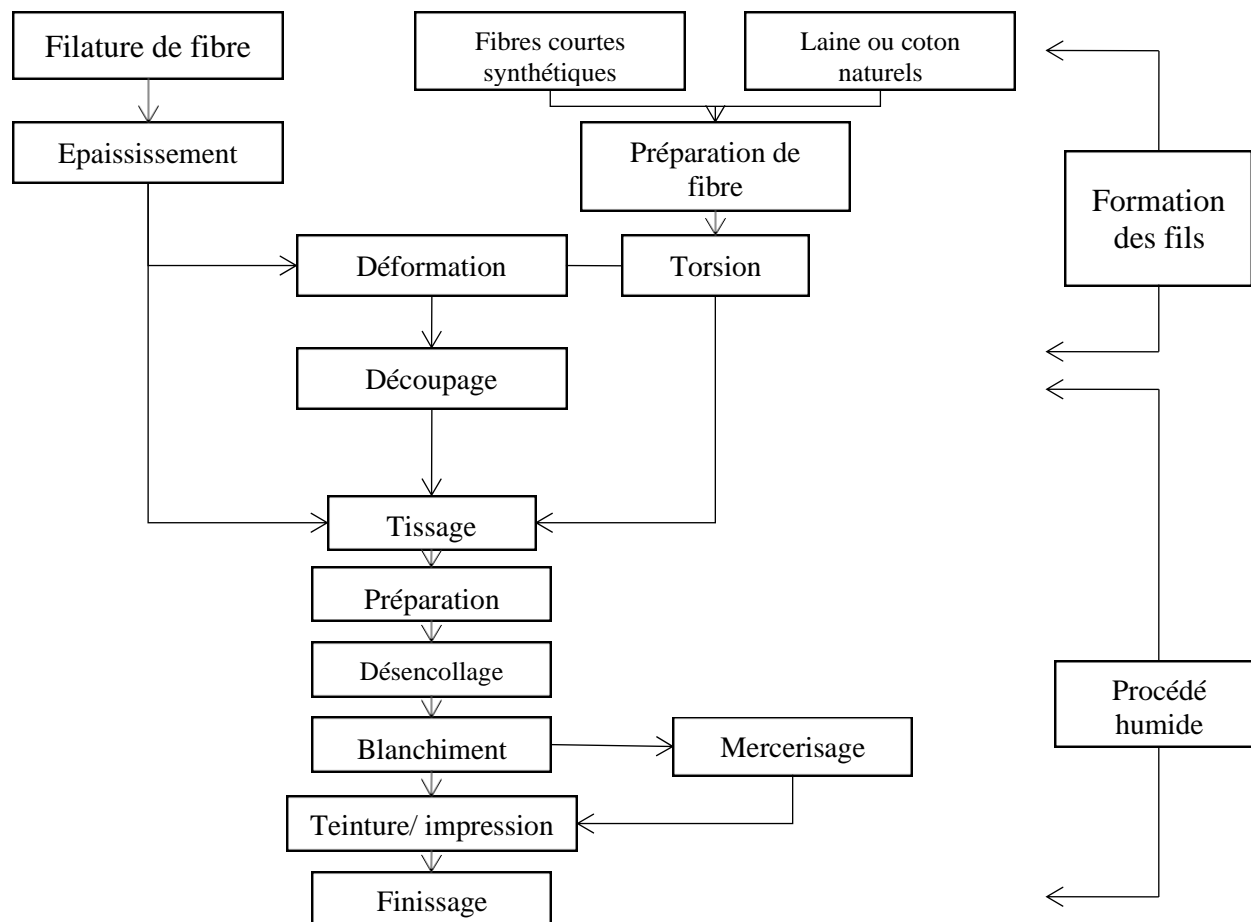 Filature de fibre
Fibres courtes
synthétiques
Laine ou coton
naturels
Epaississement
Préparation de
fibre
Formation
des fils
Déformation
Torsion
Découpage
Tissage
Préparation
Désencollage
Blanchiment
Mercerisage
Procédé
humide
Teinture/ impression
Finissage